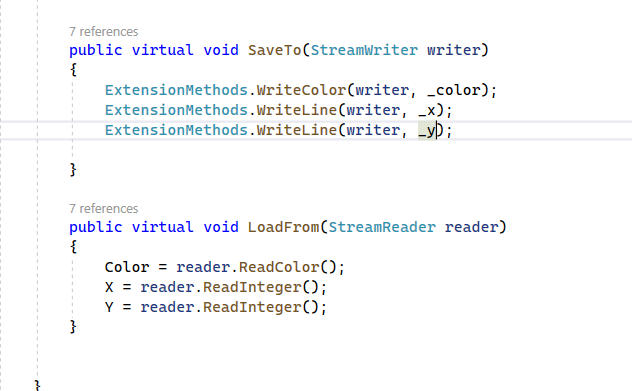 7 references
public virtual void SaveTo(StreamWriter writer)
{
ExtensionMethods.WriteColor(writer, _color);
ExtensionMethods.WriteLine(writer, _x);
ExtensionMethods.WriteLine(writer, _y);
}
7 references
public virtual void LoadFrom(StreamReader reader)
{
Color = reader.ReadColor();
X = reader.ReadInteger();
Y = reader.ReadInteger();
}
}